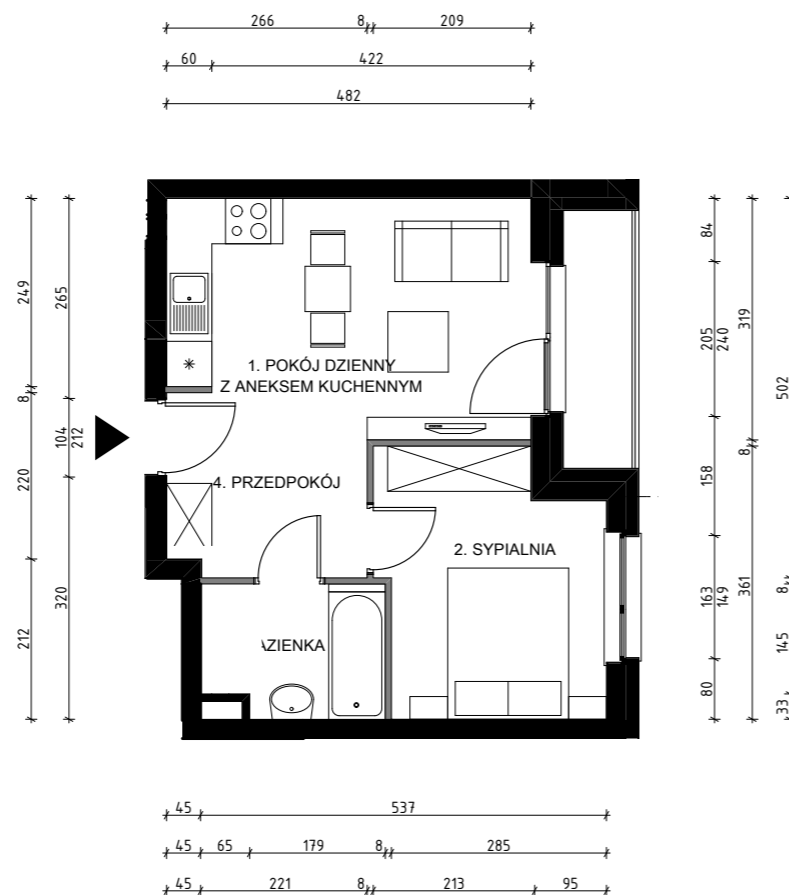 266 8 209
60 422
482
249 8 220 212
265 104 212 320
84 205 240 158 163 149 80
319 8 361
502 8 145 33
1. POKÓJ DZIENNY
Z ANEKSEM KUCHENNYM
4. PRZEDPOKÓJ
2. SYPIALNIA
AZIENKA
45 537
45 65 179 8 285
45 221 8 213 95